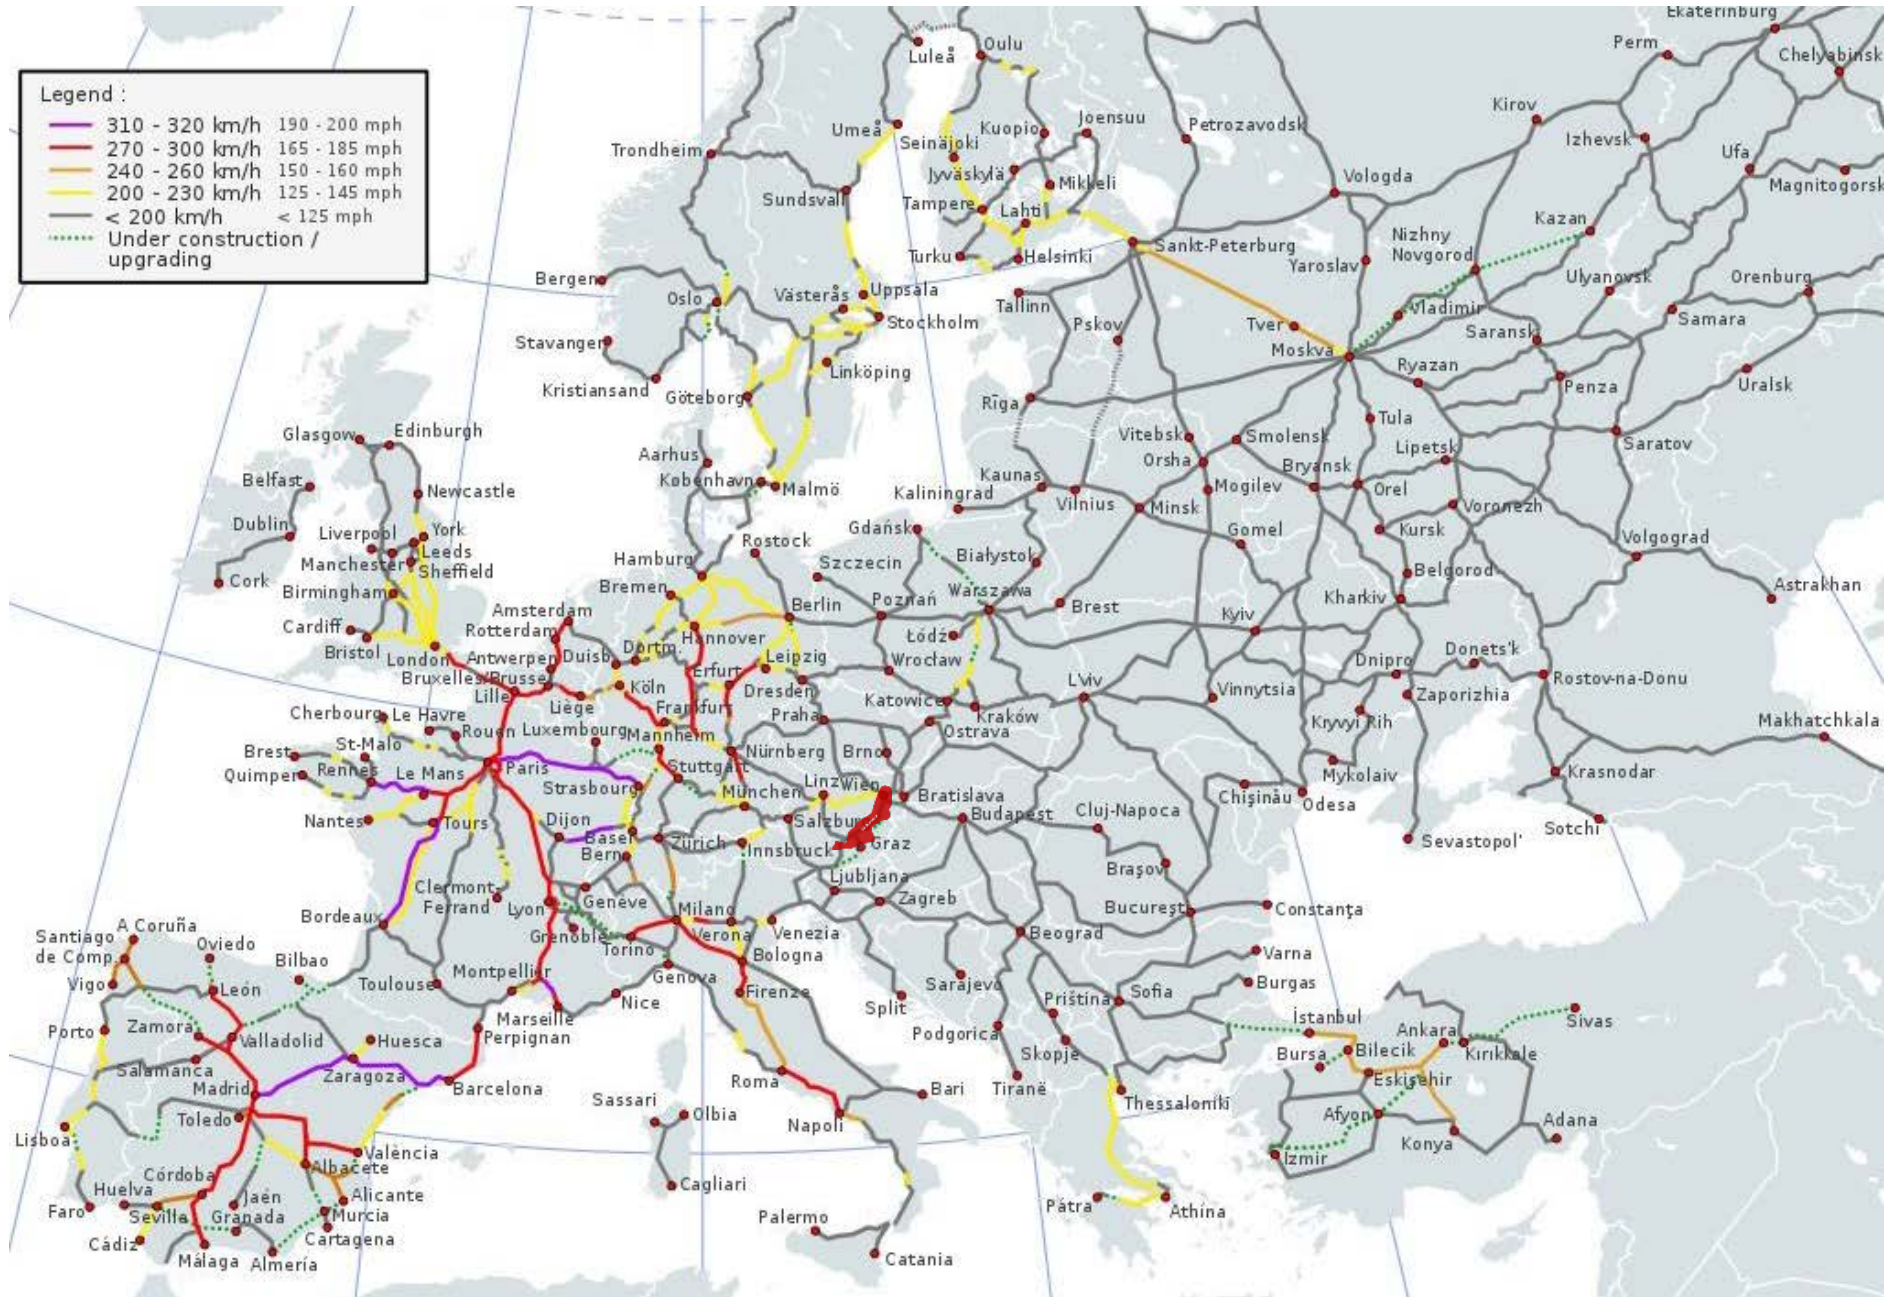 Legend :
310 - 320 km/h 190 - 200 mph
270 - 300 km/h 165 - 185 mph
240 - 260 km/h 150 - 160 mph
200 - 230 km/h 125 - 145 mph
< 200 km/h < 125 mph
Under construction /
upgrading
Ekaterinburg
Perm
Chelyabinsk
Luleå
Oulu
Kirov
Umeå
Seinäjoki
Kuopio
Joensuu
Petrozavodsk
Izhevsk
Ufa
Trondheim
Jyväskylä
Mikkeli
Vologda
Magnitogorsk
Sundsvall
Tampere
Lahti
Kazan
Turku
Helsinki
Sankt-Peterburg
Nizhny
Novgorod
Yaroslav
Ulyanovsk
Orenburg
Bergen
Oslo
Västerås
Uppsala
Stockholm
Tallinn
Pskov
Tver
Vladimir
Saransk
Samara
Stavanger
Moskva
Ryazan
Penza
Uralsk
Kristiansand
Göteborg
Linköping
Rīga
Tula
Glasgow
Edinburgh
Vitebsk
Smolensk
Lipetsk
Saratov
Aarhus
Orsha
Bryansk
Belfast
Newcastle
København
Malmö
Kaunas
Kaliningrad
Vilnius
Minsk
Mogilev
Orel
Voronezh
Dublin
Liverpool
York
Leeds
Manchester
Sheffield
Gdańsk
Gomel
Kursk
Volgograd
Hamburg
Rostock
Szczecin
Białystok
Cork
Birmingham
Bremen
Berlin
Poznań
Warszawa
Brest
Belgorod
Kharkiv
Astrakhan
Cardiff
Bristol
London
Amsterdam
Rotterdam
Antwerpen
Duisb.
Dortm.
Hannover
Łódź
Kyiv
Bruxelles/Brussel
Lille
Liège
Köln
Erfurt
Leipzig
Dresden
Wrocław
Katowice
Kraków
L'viv
Vinnytsia
Dnipro
Donets'k
Zaporizhia
Rostov-na-Donu
Cherbourg
Le Havre
Rouen
Luxembourg
Frankfurt
Mannheim
Praha
Ostrava
Kryvyi Rih
Makhatchkala
Brest
St-Malo
Quimper
Rennes
Le Mans
Paris
Strasbourg
Stuttgart
Nürnberg
Brno
Mykolaiv
Krasnodar
Nantes
Tours
Dijon
Basel
Zürich
München
Linz
Wien
Salzburg
Bratislava
Budapest
Cluj-Napoca
Chişinău
Odesa
Sevastopol'
Sotchi
Bern
Innsbruck
Graz
Braşov
Clermont-
Ferrand
Lyon
Genève
Ljubljana
Zagreb
Bordeaux
Grenoble
Torino
Milano
Verona
Venezia
Beograd
Bucureşti
Constanţa
A Coruña
Santiago
de Comp.
Oviedo
Bilbao
Toulouse
Montpellier
Genova
Bologna
Varna
Vigo
León
Marseille
Nice
Firenze
Split
Sarajevo
Priština
Sofia
Burgas
Porto
Zamora
Valladolid
Huesca
Perpignan
Podgorica
Skopje
İstanbul
Ankara
Sivas
Salamanca
Zaragoza
Barcelona
Roma
Bari
Tiranë
Bursa
Bilecik
Kırıkkale
Madrid
Toledo
Sassari
Olbia
Napoli
Thessaloniki
Eskişehir
Lisboa
València
Afyon
Konya
Adana
Córdoba
Albacete
Izmir
Huelva
Faro
Seville
Jaén
Granada
Alicante
Murcia
Cartagena
Cagliari
Palermo
Pátra
Athína
Cádiz
Málaga
Almería
Catania